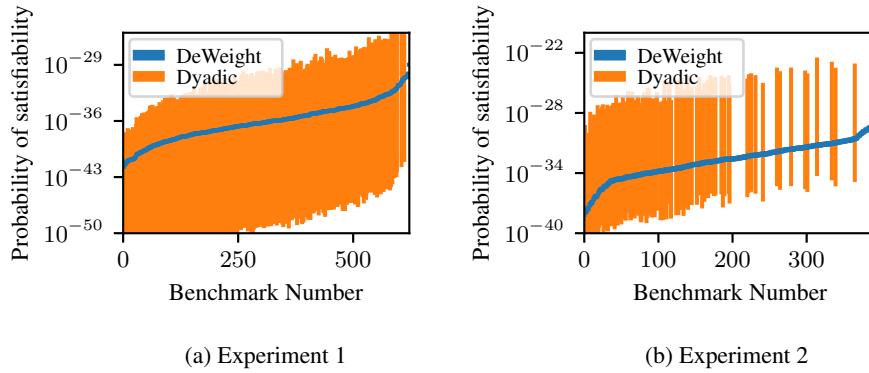 Probability of satisfiability
10^{-29}
10^{-36}
10^{-43}
10^{-50}
DeWeight
Dyadic
0 250 500
Benchmark Number
(a) Experiment 1
Probability of satisfiability
10^{-22}
10^{-28}
10^{-34}
10^{-40}
DeWeight
Dyadic
0 100 200 300
Benchmark Number
(b) Experiment 2